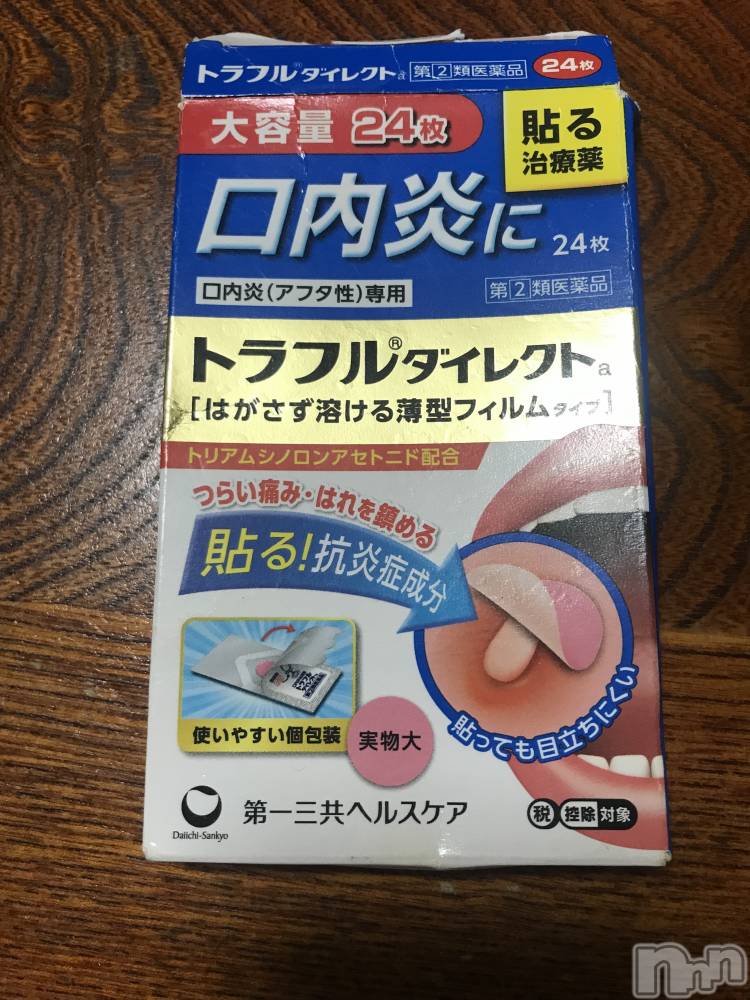 トラフル®ダイレクトa 第②類医薬品 24枚
大容量 24枚
貼る
治療薬
口内炎に 24枚
口内炎(アフタ性)専用
第②類医薬品
トラフル®ダイレクトa
[はがさず溶ける薄型フィルムタイプ]
トリアムシノロンアセトニド配合
つらい痛み・はれを鎮める
貼る!抗炎症成分
貼っても目立ちにくい
使いやすい個包装
実物大
Daiichi-Sankyo
第一三共ヘルスケア
税 控除 対象
nnn